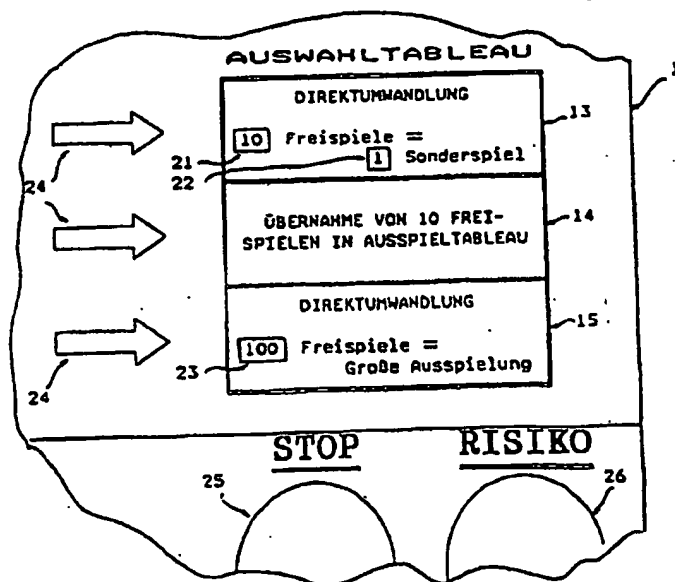 AUSWAHLTABLEAU
1
DIREKTUMWANDLUNG
13
10 Freispiele =
21
1 Sonderspiel
22
24
ÜBERNAHME VON 10 FREI-
14
SPIELEN IN AUSSPIELTABLEAU
DIREKTUMWANDLUNG
15
100 Freispiele =
23
Große Ausspielung
24
STOP RISIKO
25
26